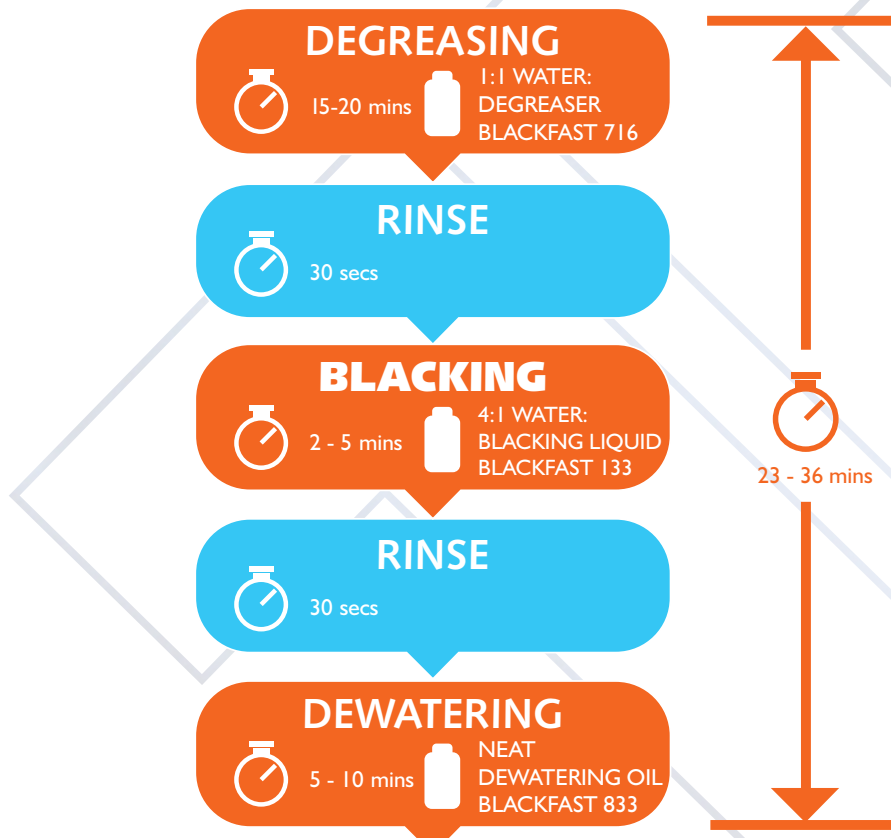 DEGREASING
15-20 mins
1:1 WATER:
DEGREASER
BLACKFAST 716
RINSE
30 secs
BLACKING
2 - 5 mins
4:1 WATER:
BLACKING LIQUID
BLACKFAST 133
23 - 36 mins
RINSE
30 secs
DEWATERING
5 - 10 mins
NEAT
DEWATERING OIL
BLACKFAST 833